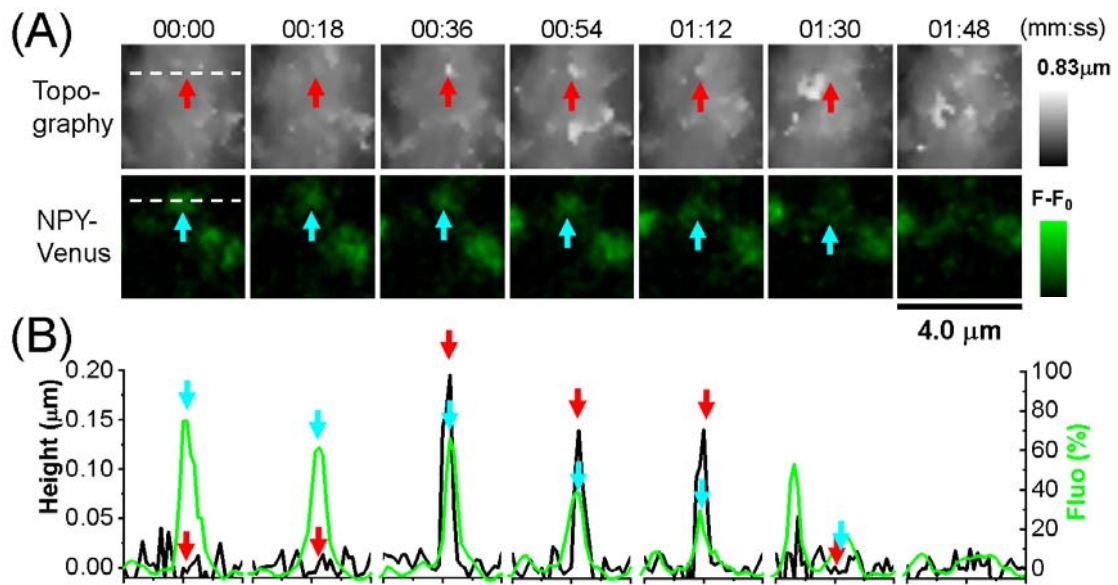 (A) 00:00 00:18 00:36 00:54 01:12 01:30 01:48 (mm:ss)
Topo-
graphy
0.83μm
NPY-
Venus
F-F0
4.0 μm
(B)
Height (μm)
0.20
0.15
0.10
0.05
0.00
100
80
60
40
20
0
Fluo (%)